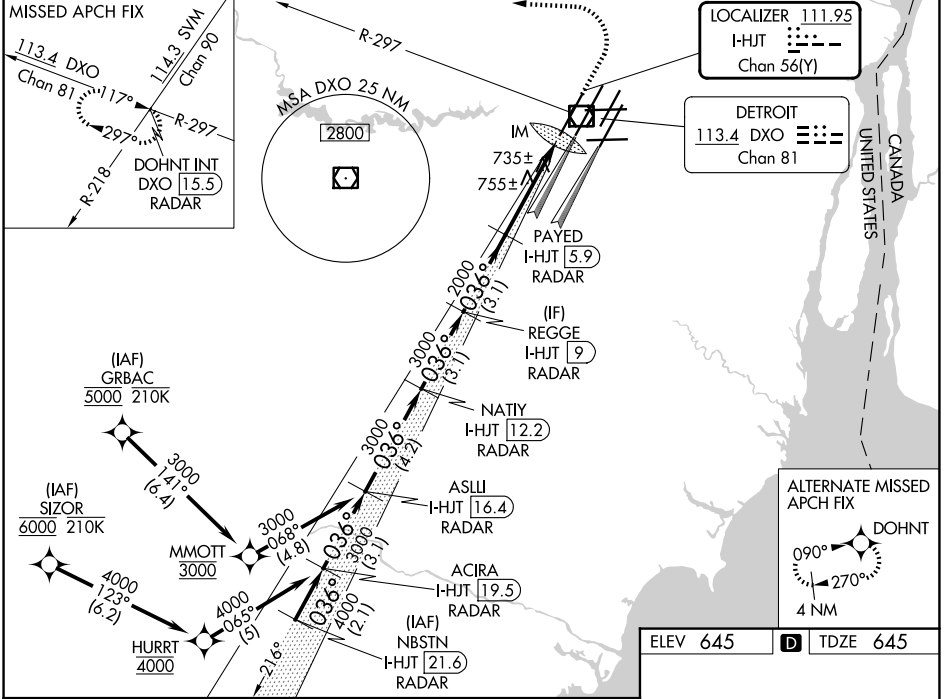 MISSED APCH FIX
113.4 DXO
Chan 81
114.3 SVM
Chan 90
117°
297°
R-297
R-218
DOHNT INT
DXO 15.5
RADAR
R-297
MSA DXO 25 NM
2800
LOCALIZER 111.95
I-HJT
Chan 56(Y)
DETROIT
113.4 DXO
Chan 81
CANADA
UNITED STATES
IM
735±
755±
PAYED
I-HJT 5.9
RADAR
2000
036°
(3.1)
(IF)
REGGE
I-HJT 9
RADAR
3000
036°
(3.1)
NATIY
I-HJT 12.2
RADAR
3000
036°
(4.2)
ASLLI
I-HJT 16.4
RADAR
036°
3000
(3.1)
ACIRA
I-HJT 19.5
RADAR
036°
4000
(2.1)
(IAF)
NBSTN
I-HJT 21.6
RADAR
216°
(IAF)
GRBAC
5000 210K
3000
141°
(6.4)
(IAF)
SIZOR
6000 210K
4000
123°
(6.2)
MMOTT
3000
3000
068°
(4.8)
HURRT
4000
4000
065°
(5)
ALTERNATE MISSED
APCH FIX
DOHNT
090°
270°
4 NM
ELEV 645
D
TDZE 645